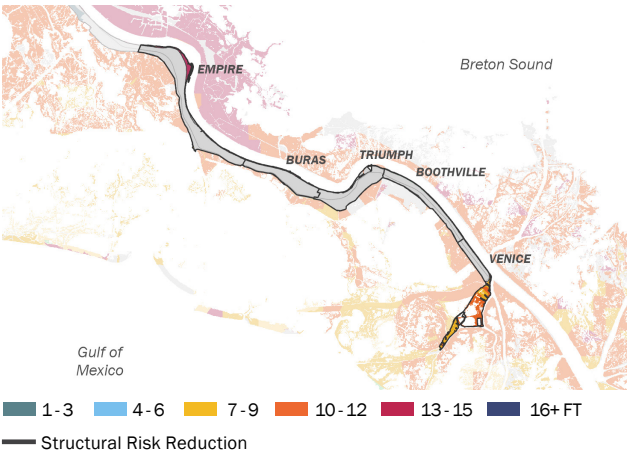 EMPIRE
Breton Sound
BURAS
TRIUMPH
BOOTHVILLE
VENICE
Gulf of
Mexico
1 - 3 4 - 6 7 - 9 10 - 12 13 - 15 16+ FT
Structural Risk Reduction